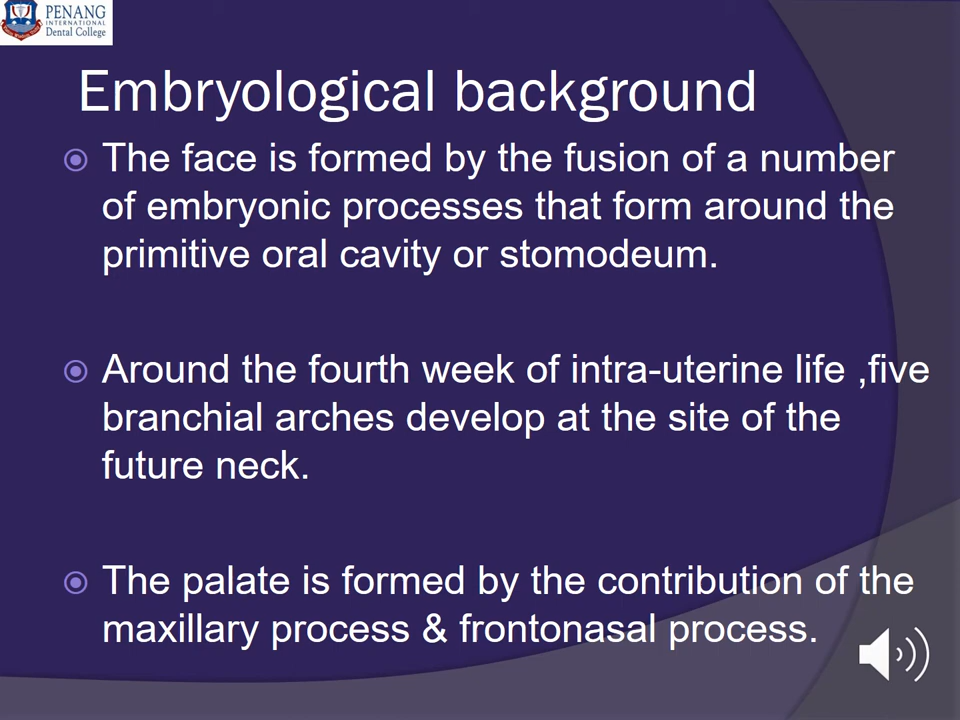 PENANG
INTERNATIONAL
Dental College
Embryological background
The face is formed by the fusion of a number
of embryonic processes that form around the
primitive oral cavity or stomodeum.
Around the fourth week of intra-uterine life ,five
branchial arches develop at the site of the
future neck.
The palate is formed by the contribution of the
maxillary process & frontonasal process.